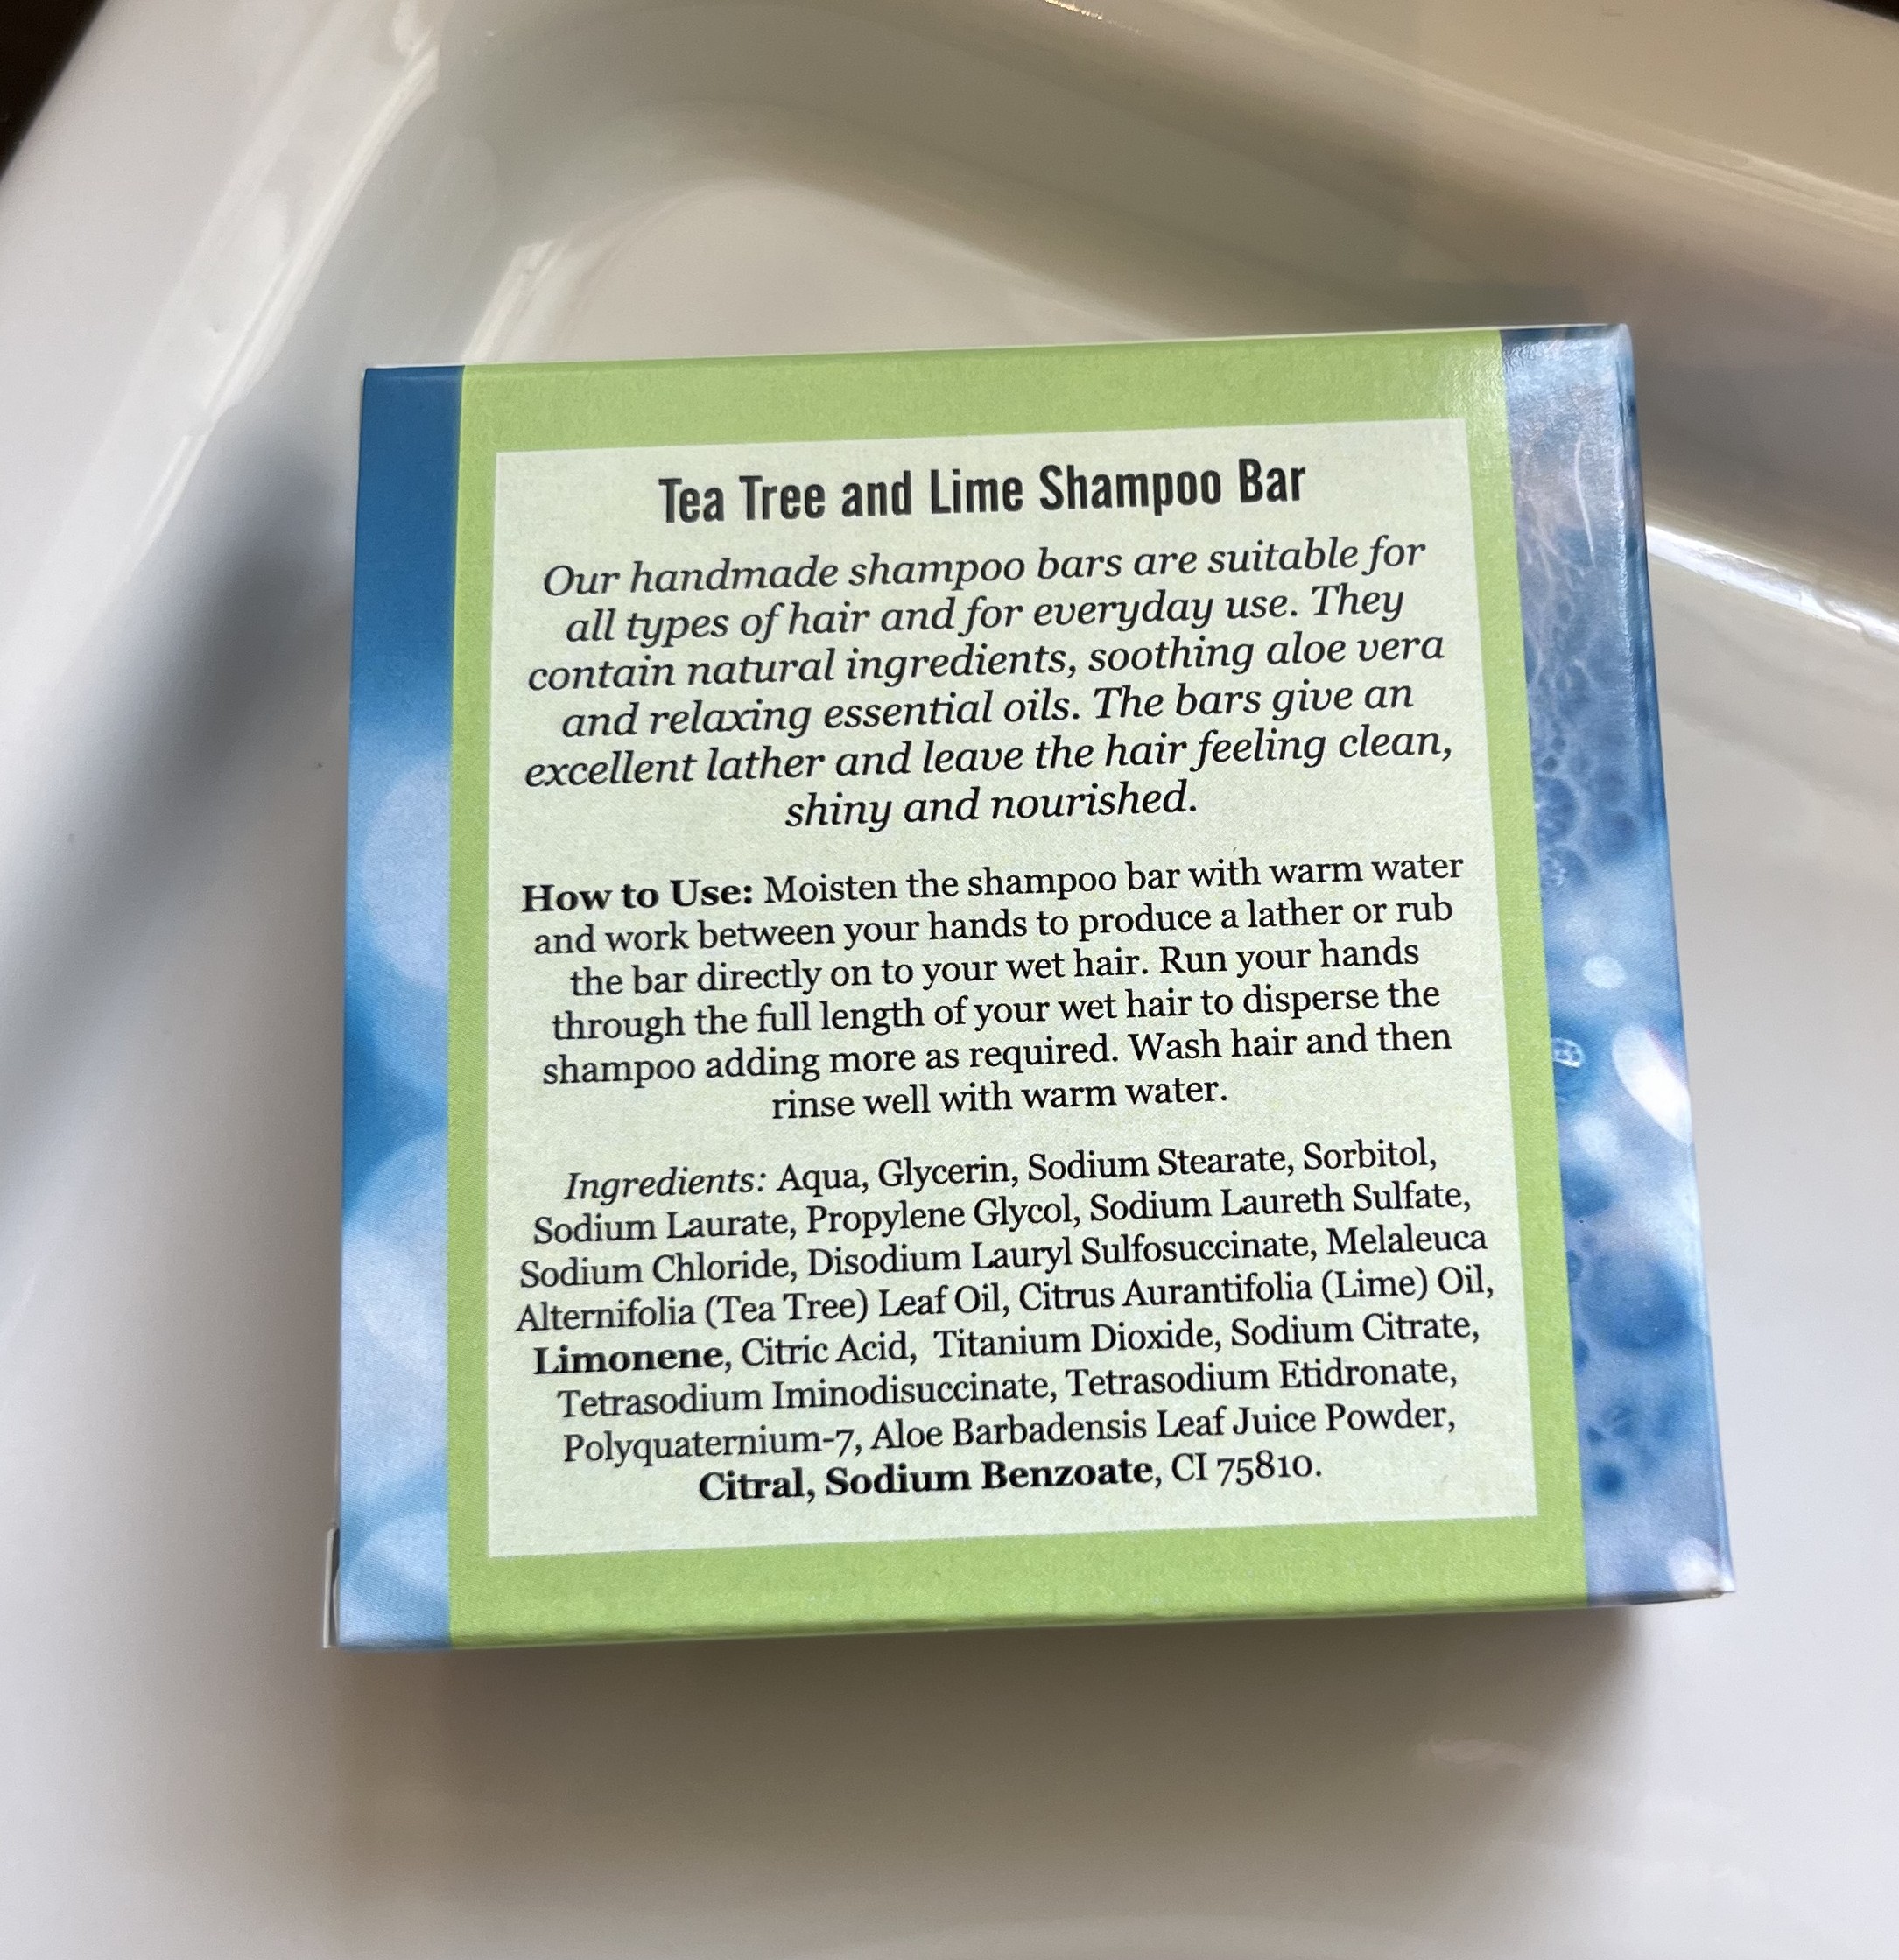 Tea Tree and Lime Shampoo Bar
Our handmade shampoo bars are suitable for
all types of hair and for everyday use. They
contain natural ingredients, soothing aloe vera
and relaxing essential oils. The bars give an
excellent lather and leave the hair feeling clean,
shiny and nourished.
How to Use: Moisten the shampoo bar with warm water
and work between your hands to produce a lather or rub
the bar directly on to your wet hair. Run your hands
through the full length of your wet hair to disperse the
shampoo adding more as required. Wash hair and then
rinse well with warm water.
Ingredients: Aqua, Glycerin, Sodium Stearate, Sorbitol,
Sodium Laurate, Propylene Glycol, Sodium Laureth Sulfate,
Sodium Chloride, Disodium Lauryl Sulfosuccinate, Melaleuca
Alternifolia (Tea Tree) Leaf Oil, Citrus Aurantifolia (Lime) Oil,
Limonene, Citric Acid, Titanium Dioxide, Sodium Citrate,
Tetrasodium Iminodisuccinate, Tetrasodium Etidronate,
Polyquaternium-7, Aloe Barbadensis Leaf Juice Powder,
Citral, Sodium Benzoate, CI 75810.